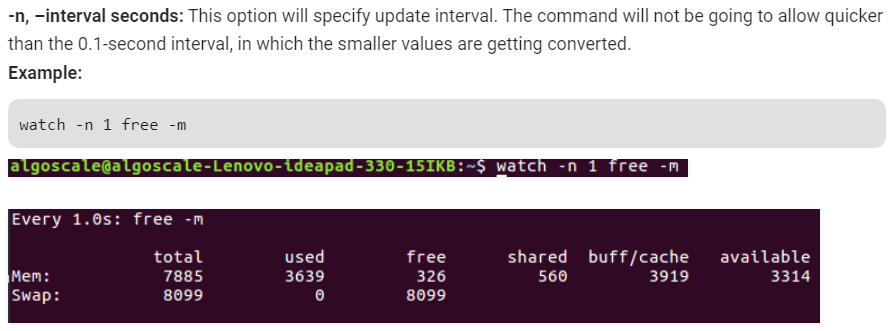 -n, –interval seconds: This option will specify update interval. The command will not be going to allow quicker
than the 0.1-second interval, in which the smaller values are getting converted.
Example:
watch -n 1 free -m
algoscale@algoscale-Lenovo-ideapad-330-15IKB:~$ watch -n 1 free -m
Every 1.0s: free -m
total used free shared buff/cache available
Mem: 7885 3639 326 560 3919 3314
Swap: 8099 0 8099